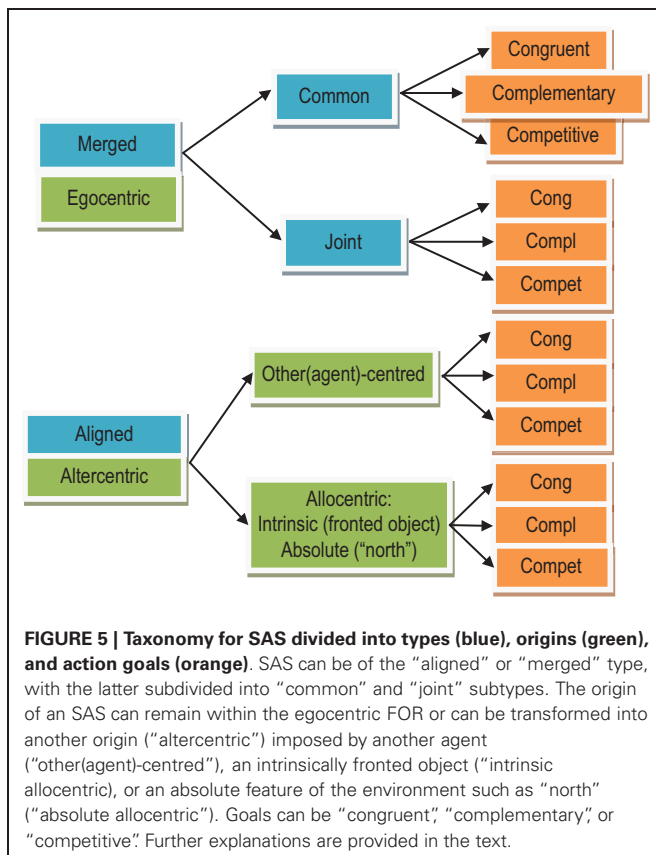 Congruent
Common
Complementary
Merged
Competitive
Egocentric
Cong
Joint
Compl
Compet
Cong
Other(agent)-centred
Compl
Aligned
Compet
Altercentric
Allocentric:
Intrinsic (fronted object)
Absolute (“north”)
Cong
Compl
Compet
FIGURE 5 | Taxonomy for SAS divided into types (blue), origins (green),
and action goals (orange). SAS can be of the “aligned” or “merged” type,
with the latter subdivided into “common” and “joint” subtypes. The origin
of an SAS can remain within the egocentric FOR or can be transformed into
another origin (“altercentric”) imposed by another agent
(“other(agent)-centred”), an intrinsically fronted object (“intrinsic
allocentric), or an absolute feature of the environment such as “north”
(“absolute allocentric”). Goals can be “congruent”, “complementary”, or
“competitive”. Further explanations are provided in the text.